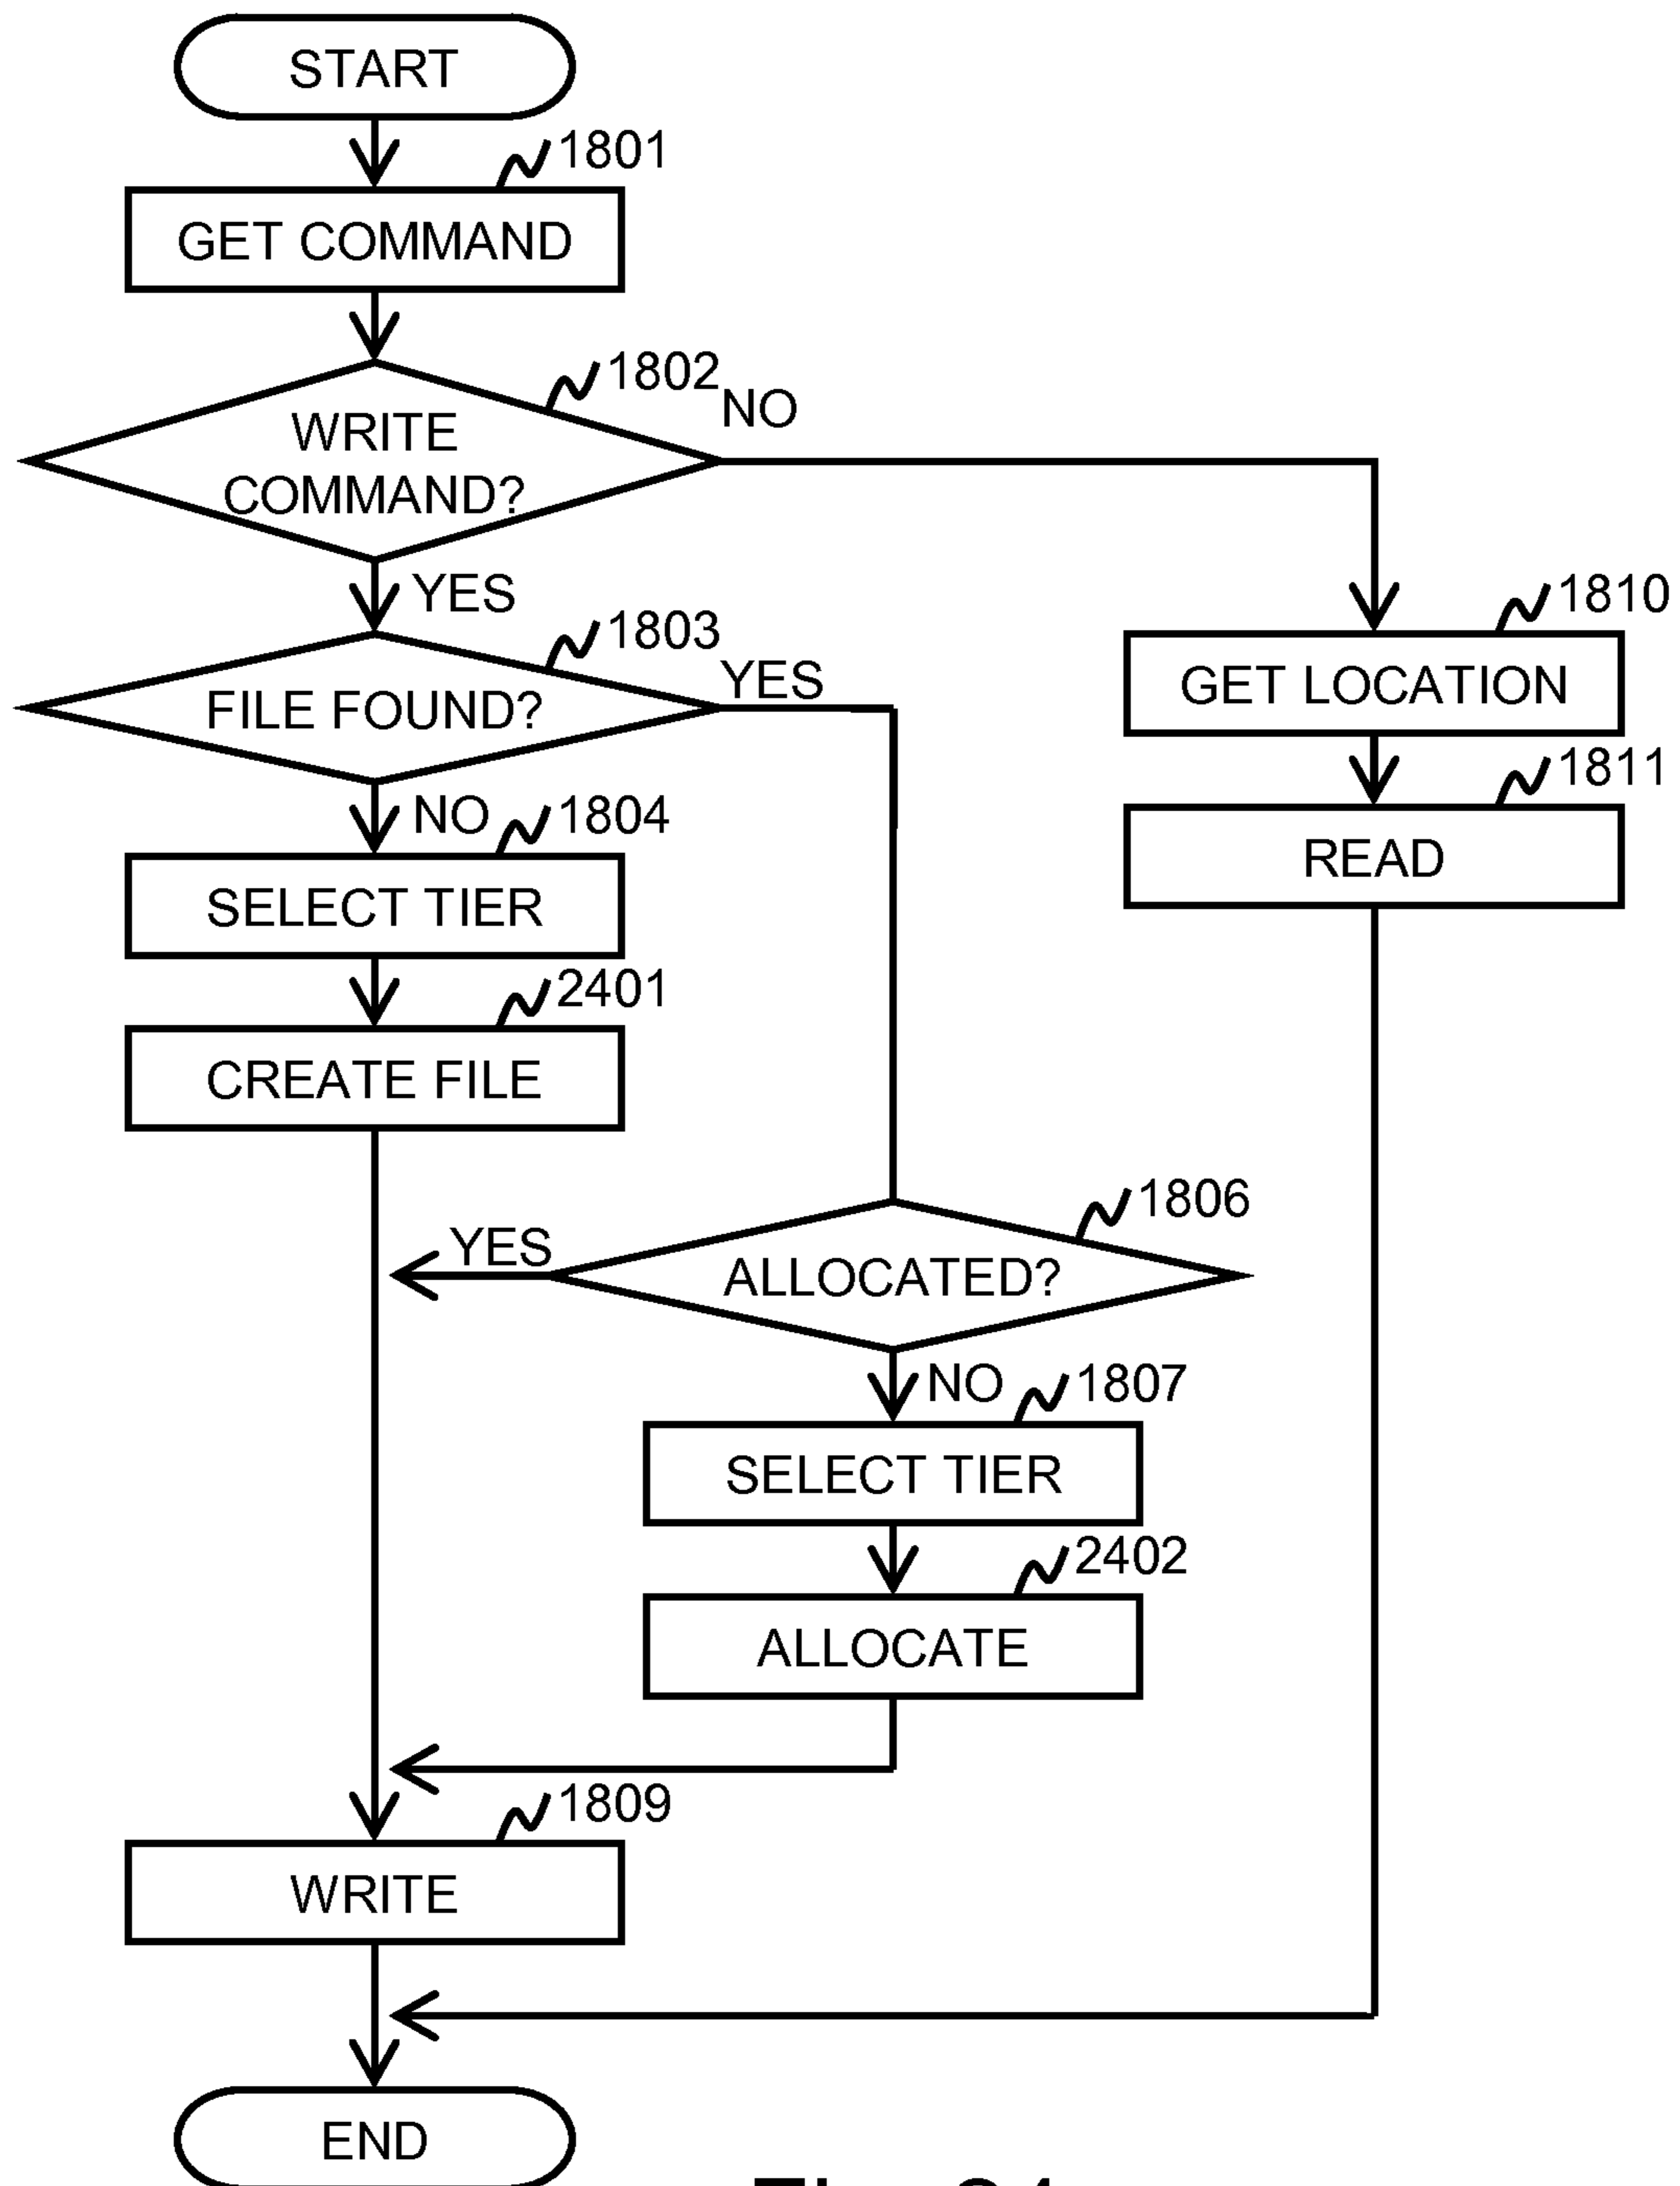 START
1801
GET COMMAND
1802
NO
WRITE
COMMAND?
YES
1803
YES
FILE FOUND?
1810
GET LOCATION
NO
1804
SELECT TIER
1811
READ
2401
CREATE FILE
1806
YES
ALLOCATED?
NO
1807
SELECT TIER
2402
ALLOCATE
1809
WRITE
END